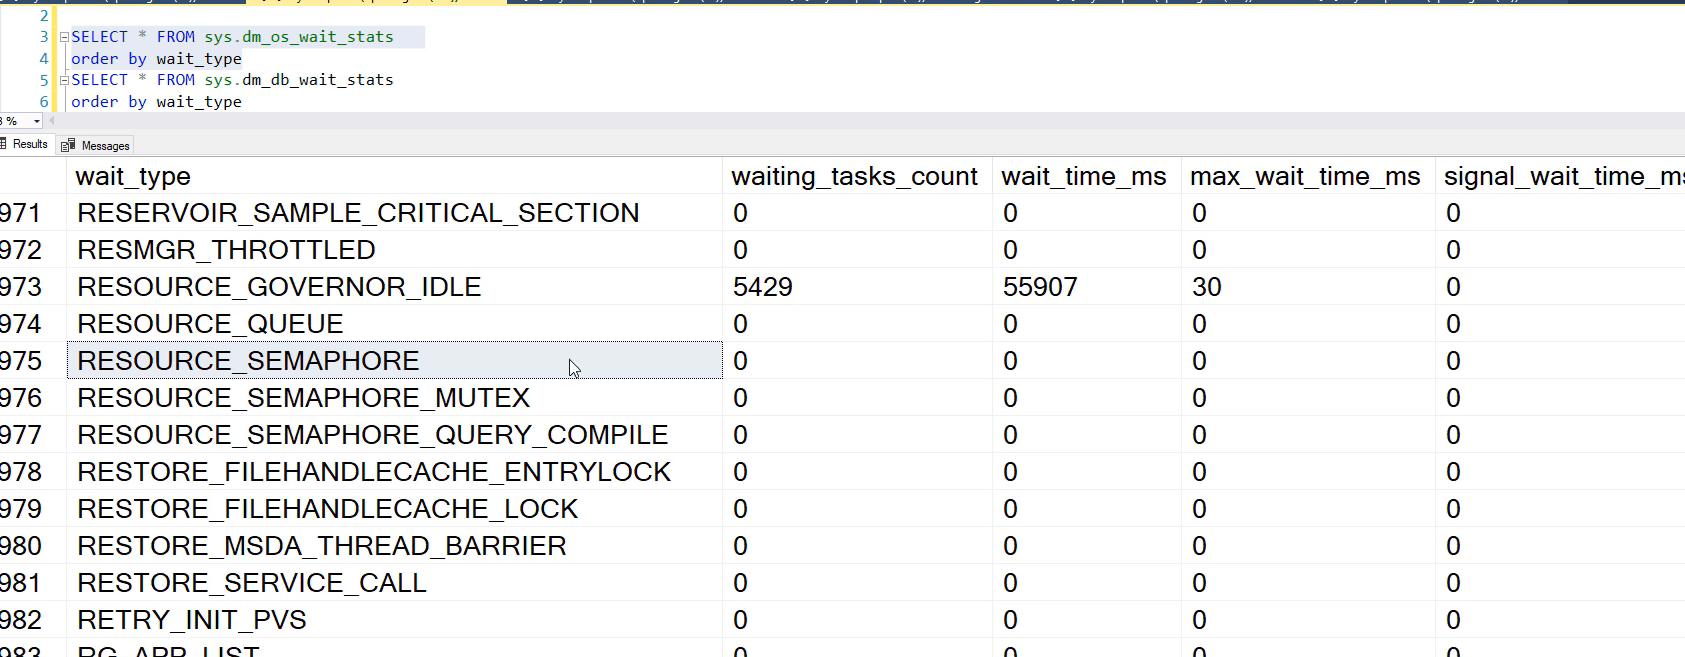 2
3 SELECT * FROM sys.dm_os_wait_stats
4 order by wait_type
5 SELECT * FROM sys.dm_db_wait_stats
6 order by wait_type
%
Results Messages
wait_type waiting_tasks_count wait_time_ms max_wait_time_ms signal_wait_time_ms
971 RESERVOIR_SAMPLE_CRITICAL_SECTION 0 0 0 0
972 RESMGR_THROTTLED 0 0 0 0
973 RESOURCE_GOVERNOR_IDLE 5429 55907 30 0
974 RESOURCE_QUEUE 0 0 0 0
975 RESOURCE_SEMAPHORE 0 0 0 0
976 RESOURCE_SEMAPHORE_MUTEX 0 0 0 0
977 RESOURCE_SEMAPHORE_QUERY_COMPILE 0 0 0 0
978 RESTORE_FILEHANDLECACHE_ENTRYLOCK 0 0 0 0
979 RESTORE_FILEHANDLECACHE_LOCK 0 0 0 0
980 RESTORE_MSDA_THREAD_BARRIER 0 0 0 0
981 RESTORE_SERVICE_CALL 0 0 0 0
982 RETRY_INIT_PVS 0 0 0 0
983 RG_APP_LIST 0 0 0 0